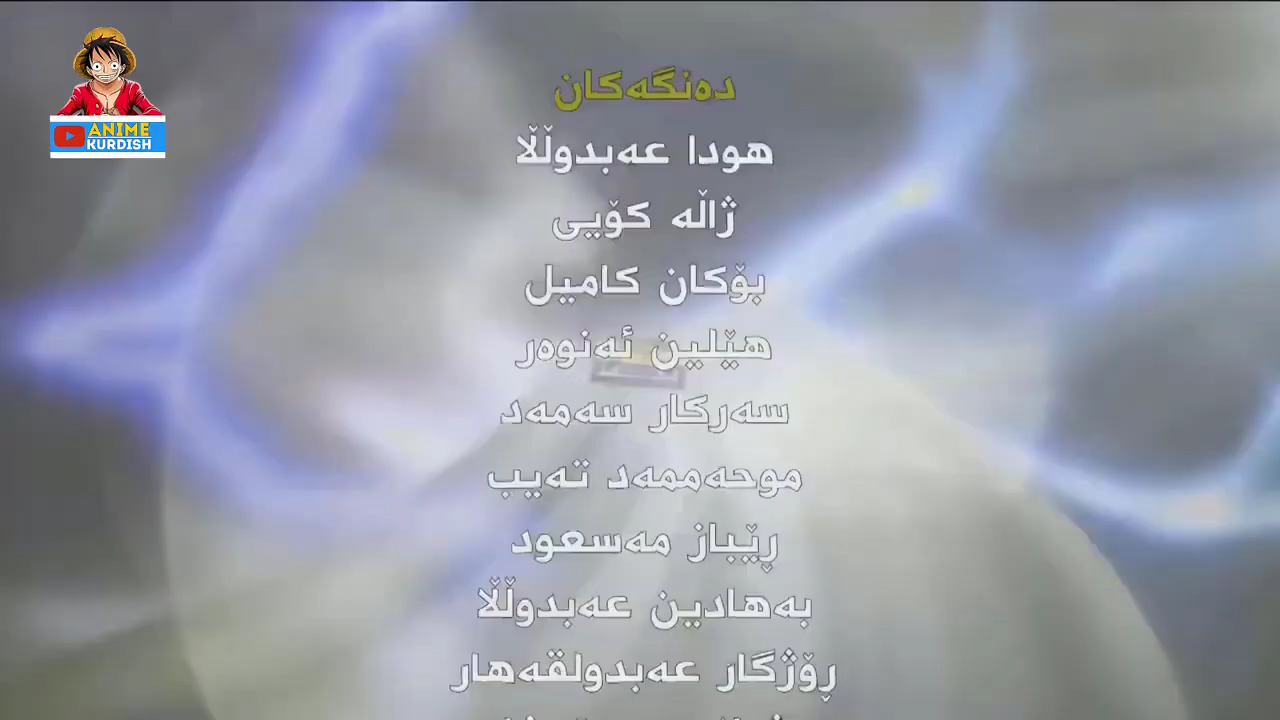 ANIME
KURDISH
دەنگەکان
هودا عەبدوڵڵا
ژاڵە کۆیی
بۆکان کامیل
هێلین ئەنوەر
سەرکار سەمەد
موحەممەد تەیب
ڕێباز مەسعود
بەهادین عەبدوڵڵا
ڕۆژگار عەبدولقەهار